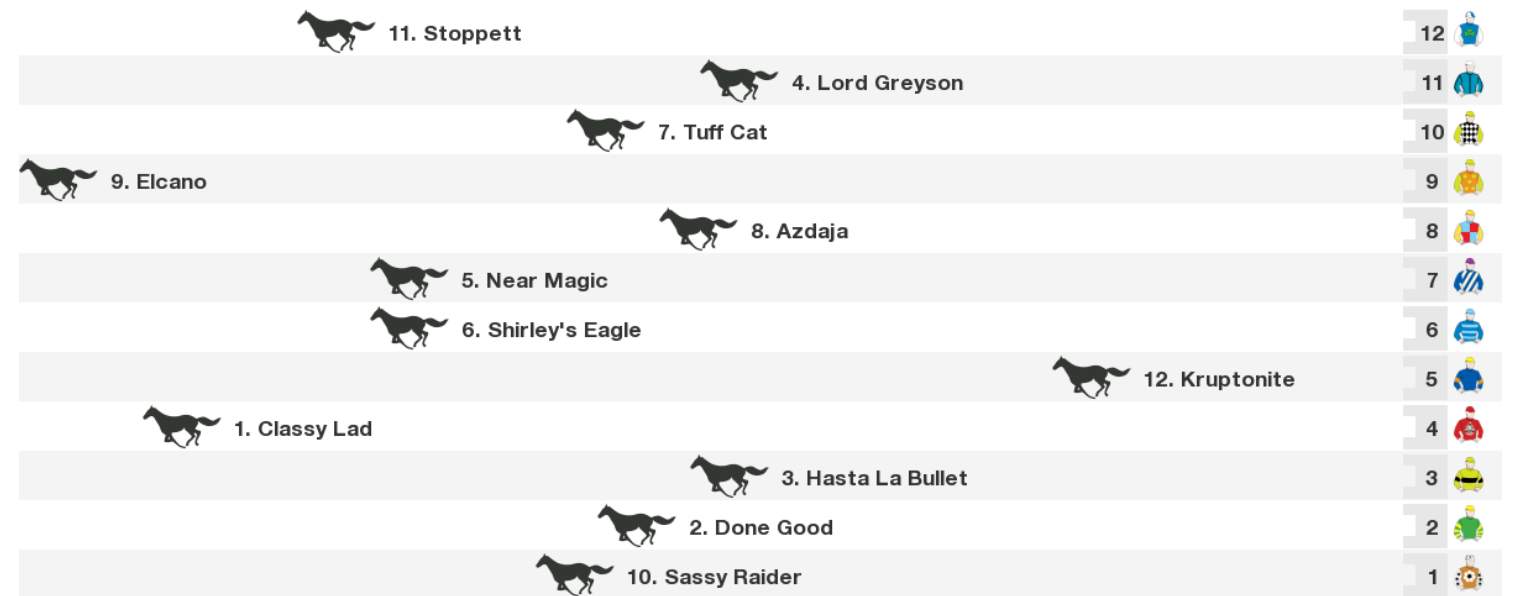 11. Stoppett 12
4. Lord Greyson 11
7. Tuff Cat 10
9. Elcano 9
8. Azdaja 8
5. Near Magic 7
6. Shirley's Eagle 6
12. Kruptonite 5
1. Classy Lad 4
3. Hasta La Bullet 3
2. Done Good 2
10. Sassy Raider 1